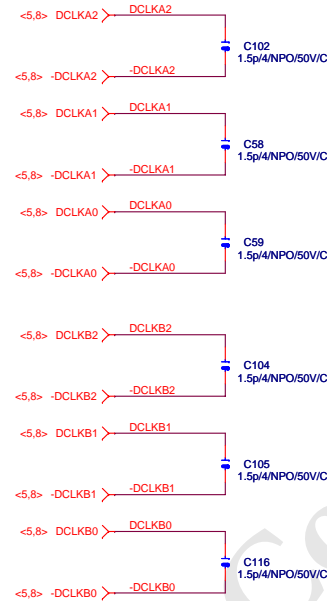 <5,8> DCLKA2 DCLKA2
C102
1.5p/4/NPO/50V/C
<5,8> -DCLKA2 -DCLKA2
<5,8> DCLKA1 DCLKA1
C58
1.5p/4/NPO/50V/C
<5,8> -DCLKA1 -DCLKA1
<5,8> DCLKA0 DCLKA0
C59
1.5p/4/NPO/50V/C
<5,8> -DCLKA0 -DCLKA0
<5,8> DCLKB2 DCLKB2
C104
1.5p/4/NPO/50V/C
<5,8> -DCLKB2 -DCLKB2
<5,8> DCLKB1 DCLKB1
C105
1.5p/4/NPO/50V/C
<5,8> -DCLKB1 -DCLKB1
<5,8> DCLKB0 DCLKB0
C116
1.5p/4/NPO/50V/C
<5,8> -DCLKB0 -DCLKB0